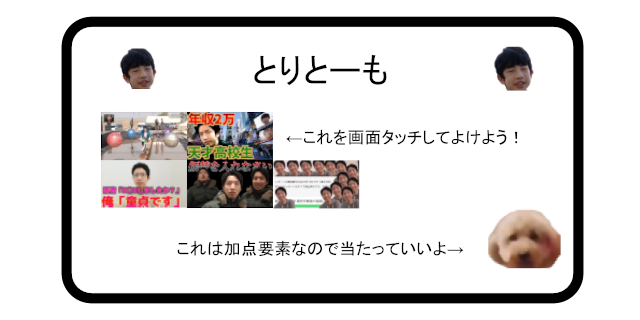 とりとーも
年収2万
←これを画面タッチしてよけよう！
天才高校生
俺「童貞です」
これは加点要素なので当たっていいよ→